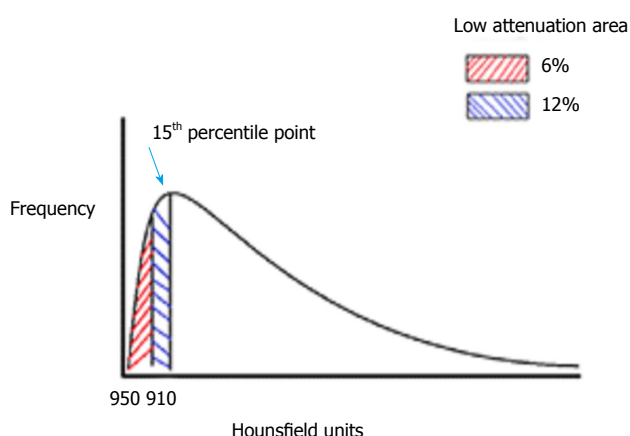 Low attenuation area
6%
12%
15th percentile point
Frequency
950 910
Hounsfield units